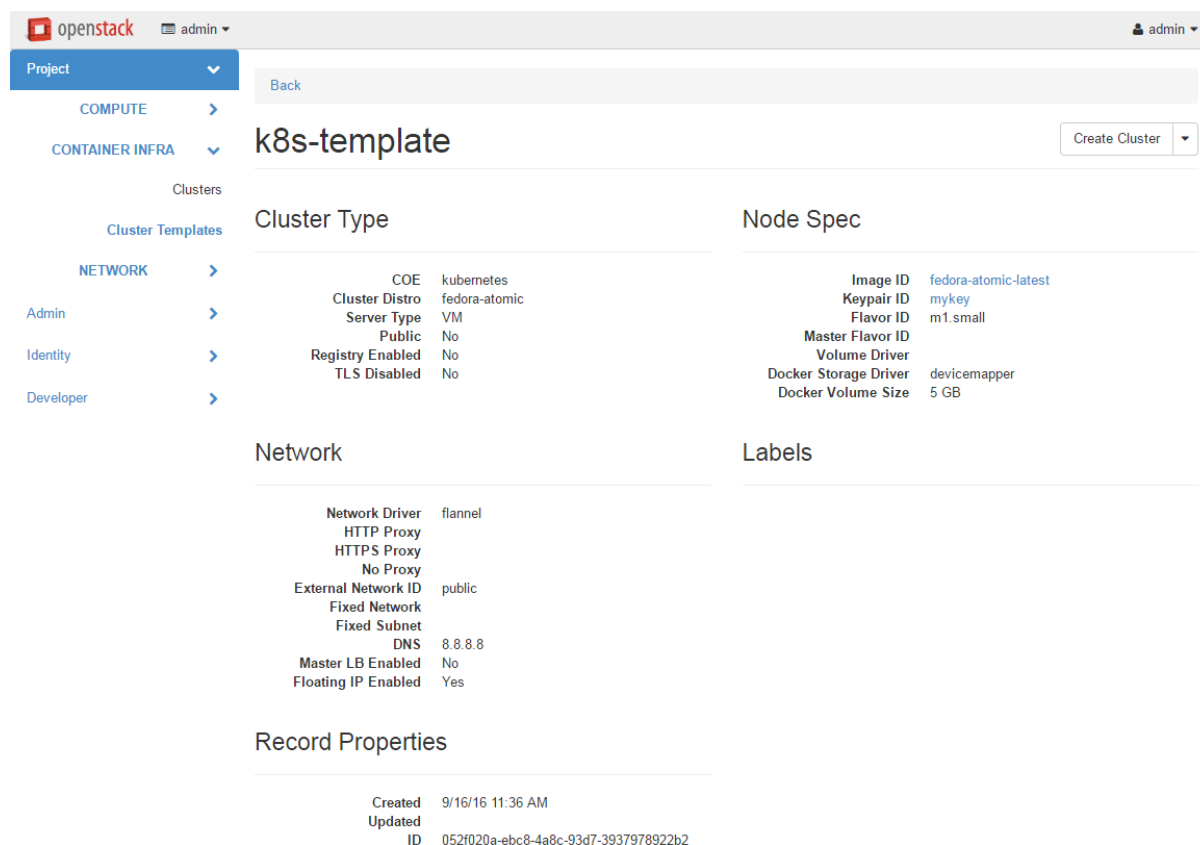 openstack admin admin
Project
COMPUTE
CONTAINER INFRA
Clusters
Cluster Templates
NETWORK
Admin
Identity
Developer
Back
k8s-template
Create Cluster
Cluster Type
COE kubernetes
Cluster Distro fedora-atomic
Server Type VM
Public No
Registry Enabled No
TLS Disabled No
Node Spec
Image ID fedora-atomic-latest
Keypair ID mykey
Flavor ID m1.small
Master Flavor ID
Volume Driver
Docker Storage Driver devicemapper
Docker Volume Size 5 GB
Network
Network Driver flannel
HTTP Proxy
HTTPS Proxy
No Proxy
External Network ID public
Fixed Network
Fixed Subnet
DNS 8.8.8.8
Master LB Enabled No
Floating IP Enabled Yes
Labels
Record Properties
Created 9/16/16 11:36 AM
Updated
ID 052f020a-ebc8-4a8c-93d7-3937978922b2